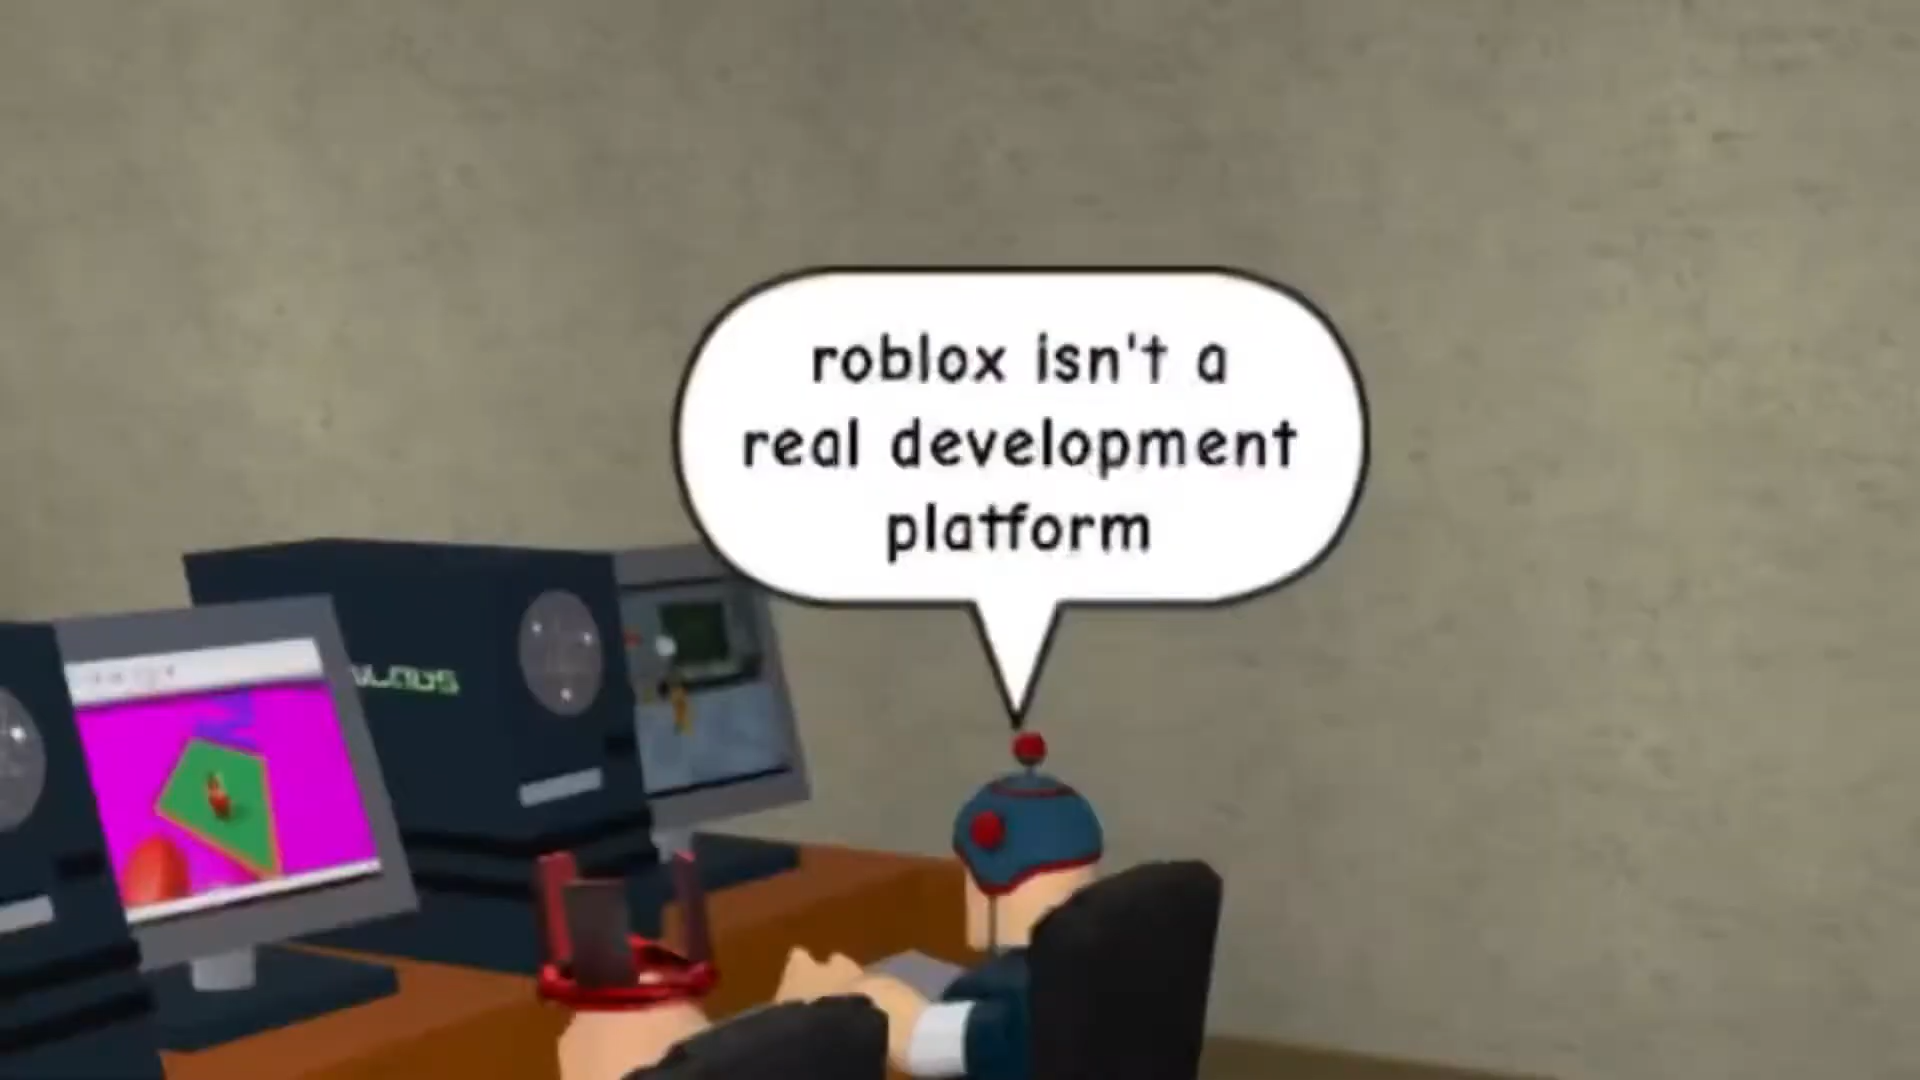 roblox isn't a
real development
platform